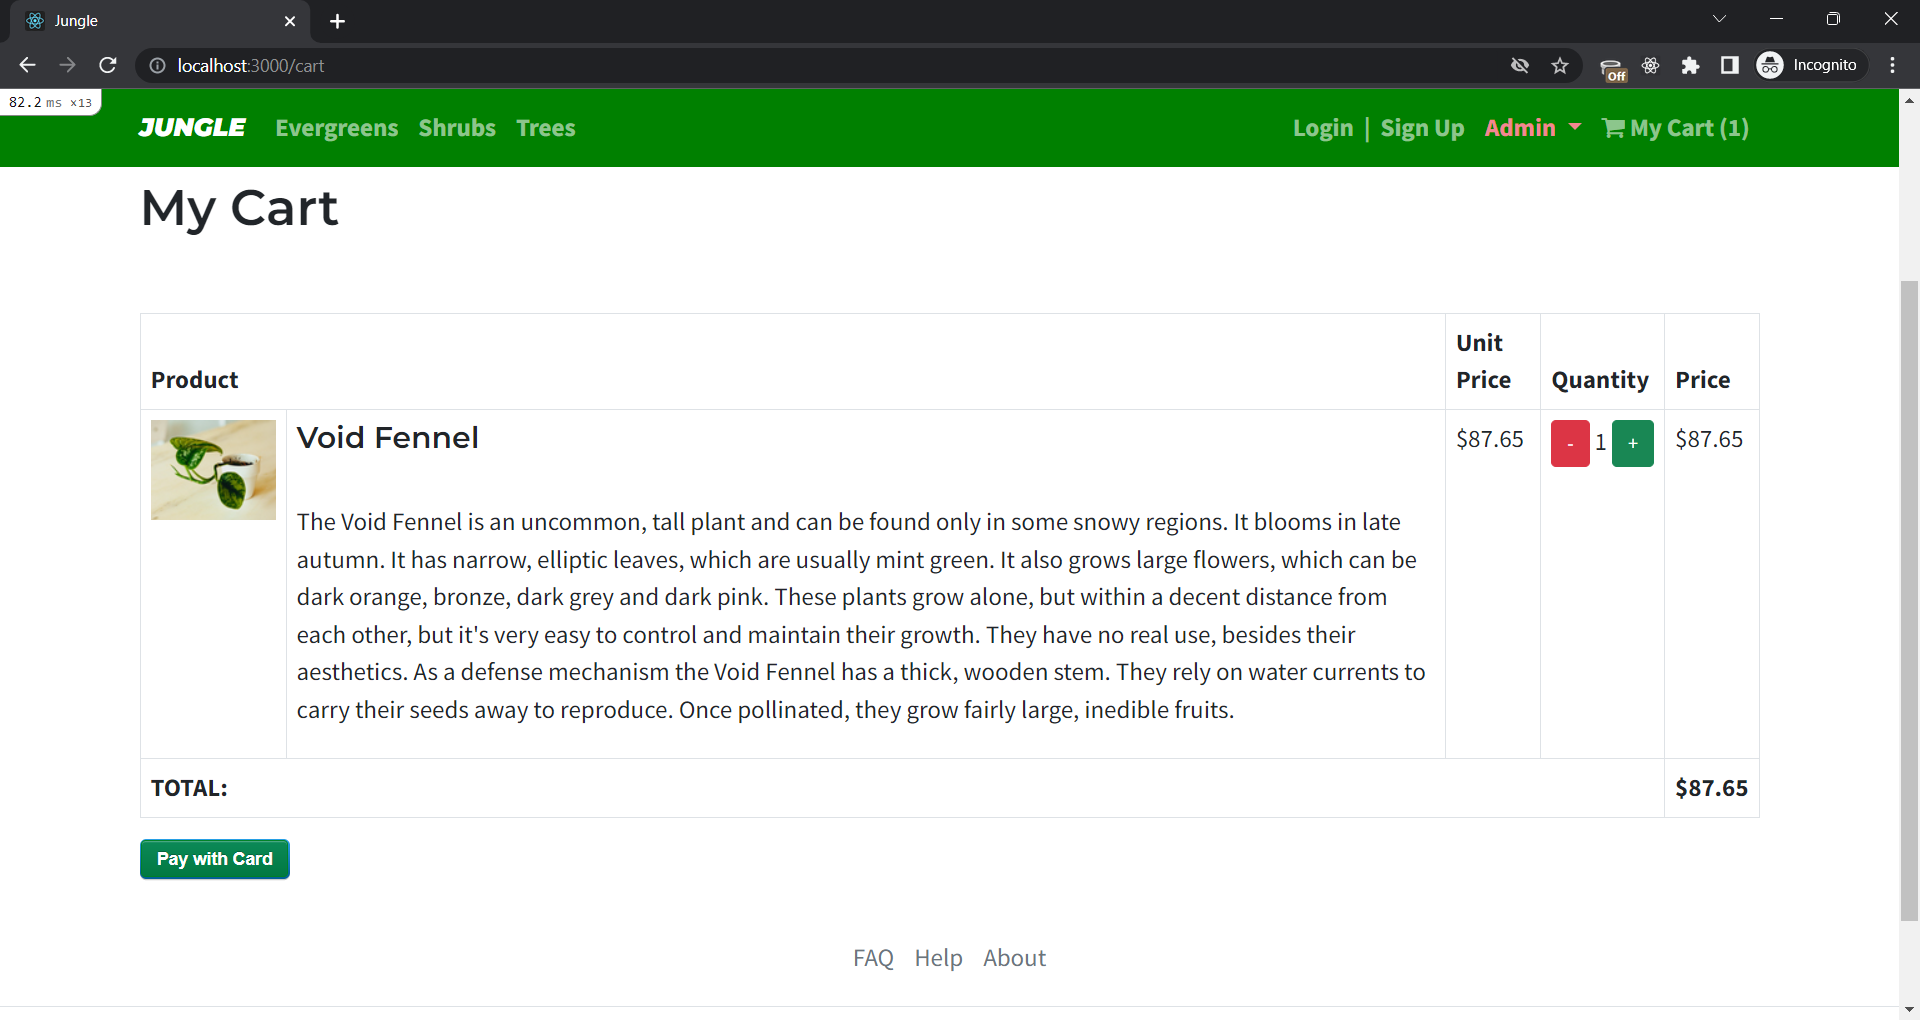 Jungle
localhost:3000/cart
Off
Incognito
82.2 ms ×13
JUNGLE Evergreens Shrubs Trees
Login | Sign Up Admin My Cart (1)
My Cart
Product Unit Price Quantity Price
Void Fennel $87.65 - 1 + $87.65
The Void Fennel is an uncommon, tall plant and can be found only in some snowy regions. It blooms in late
autumn. It has narrow, elliptic leaves, which are usually mint green. It also grows large flowers, which can be
dark orange, bronze, dark grey and dark pink. These plants grow alone, but within a decent distance from
each other, but it's very easy to control and maintain their growth. They have no real use, besides their
aesthetics. As a defense mechanism the Void Fennel has a thick, wooden stem. They rely on water currents to
carry their seeds away to reproduce. Once pollinated, they grow fairly large, inedible fruits.
TOTAL: $87.65
Pay with Card
FAQ Help About